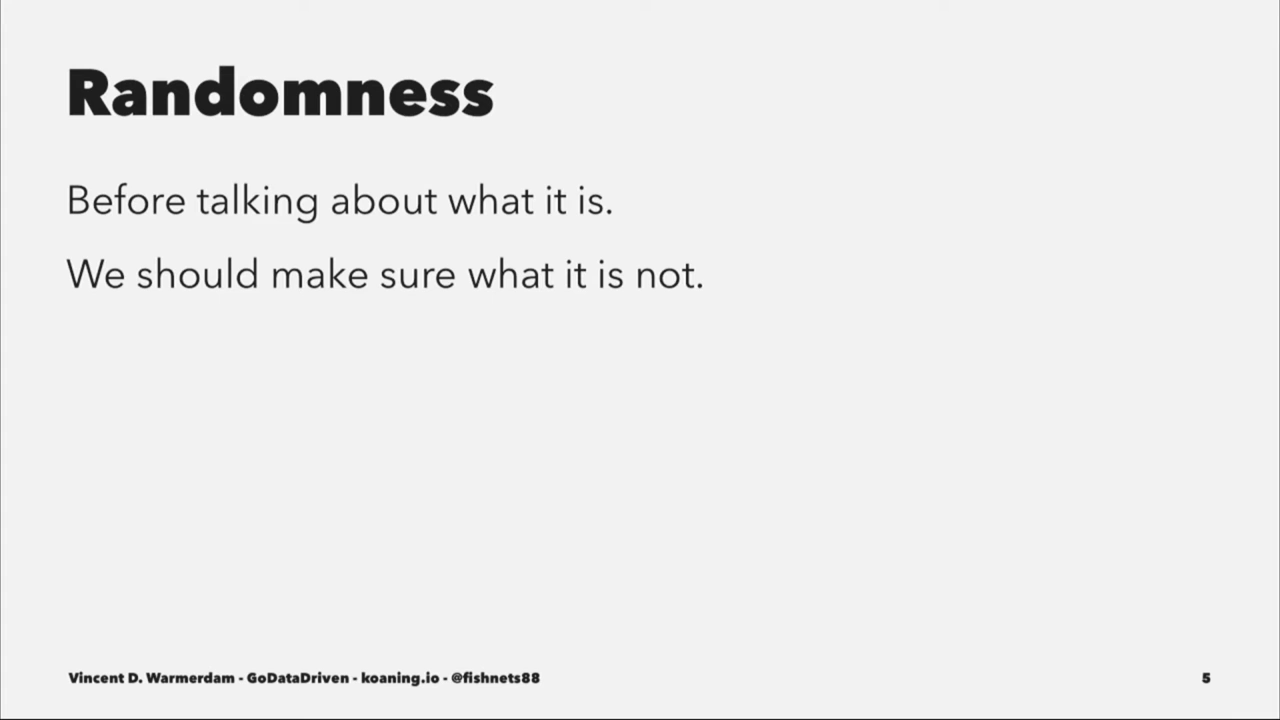 Randomness
Before talking about what it is.
We should make sure what it is not.
Vincent D. Warmerdam - GoDataDriven - koaning.io - @fishnets88
5